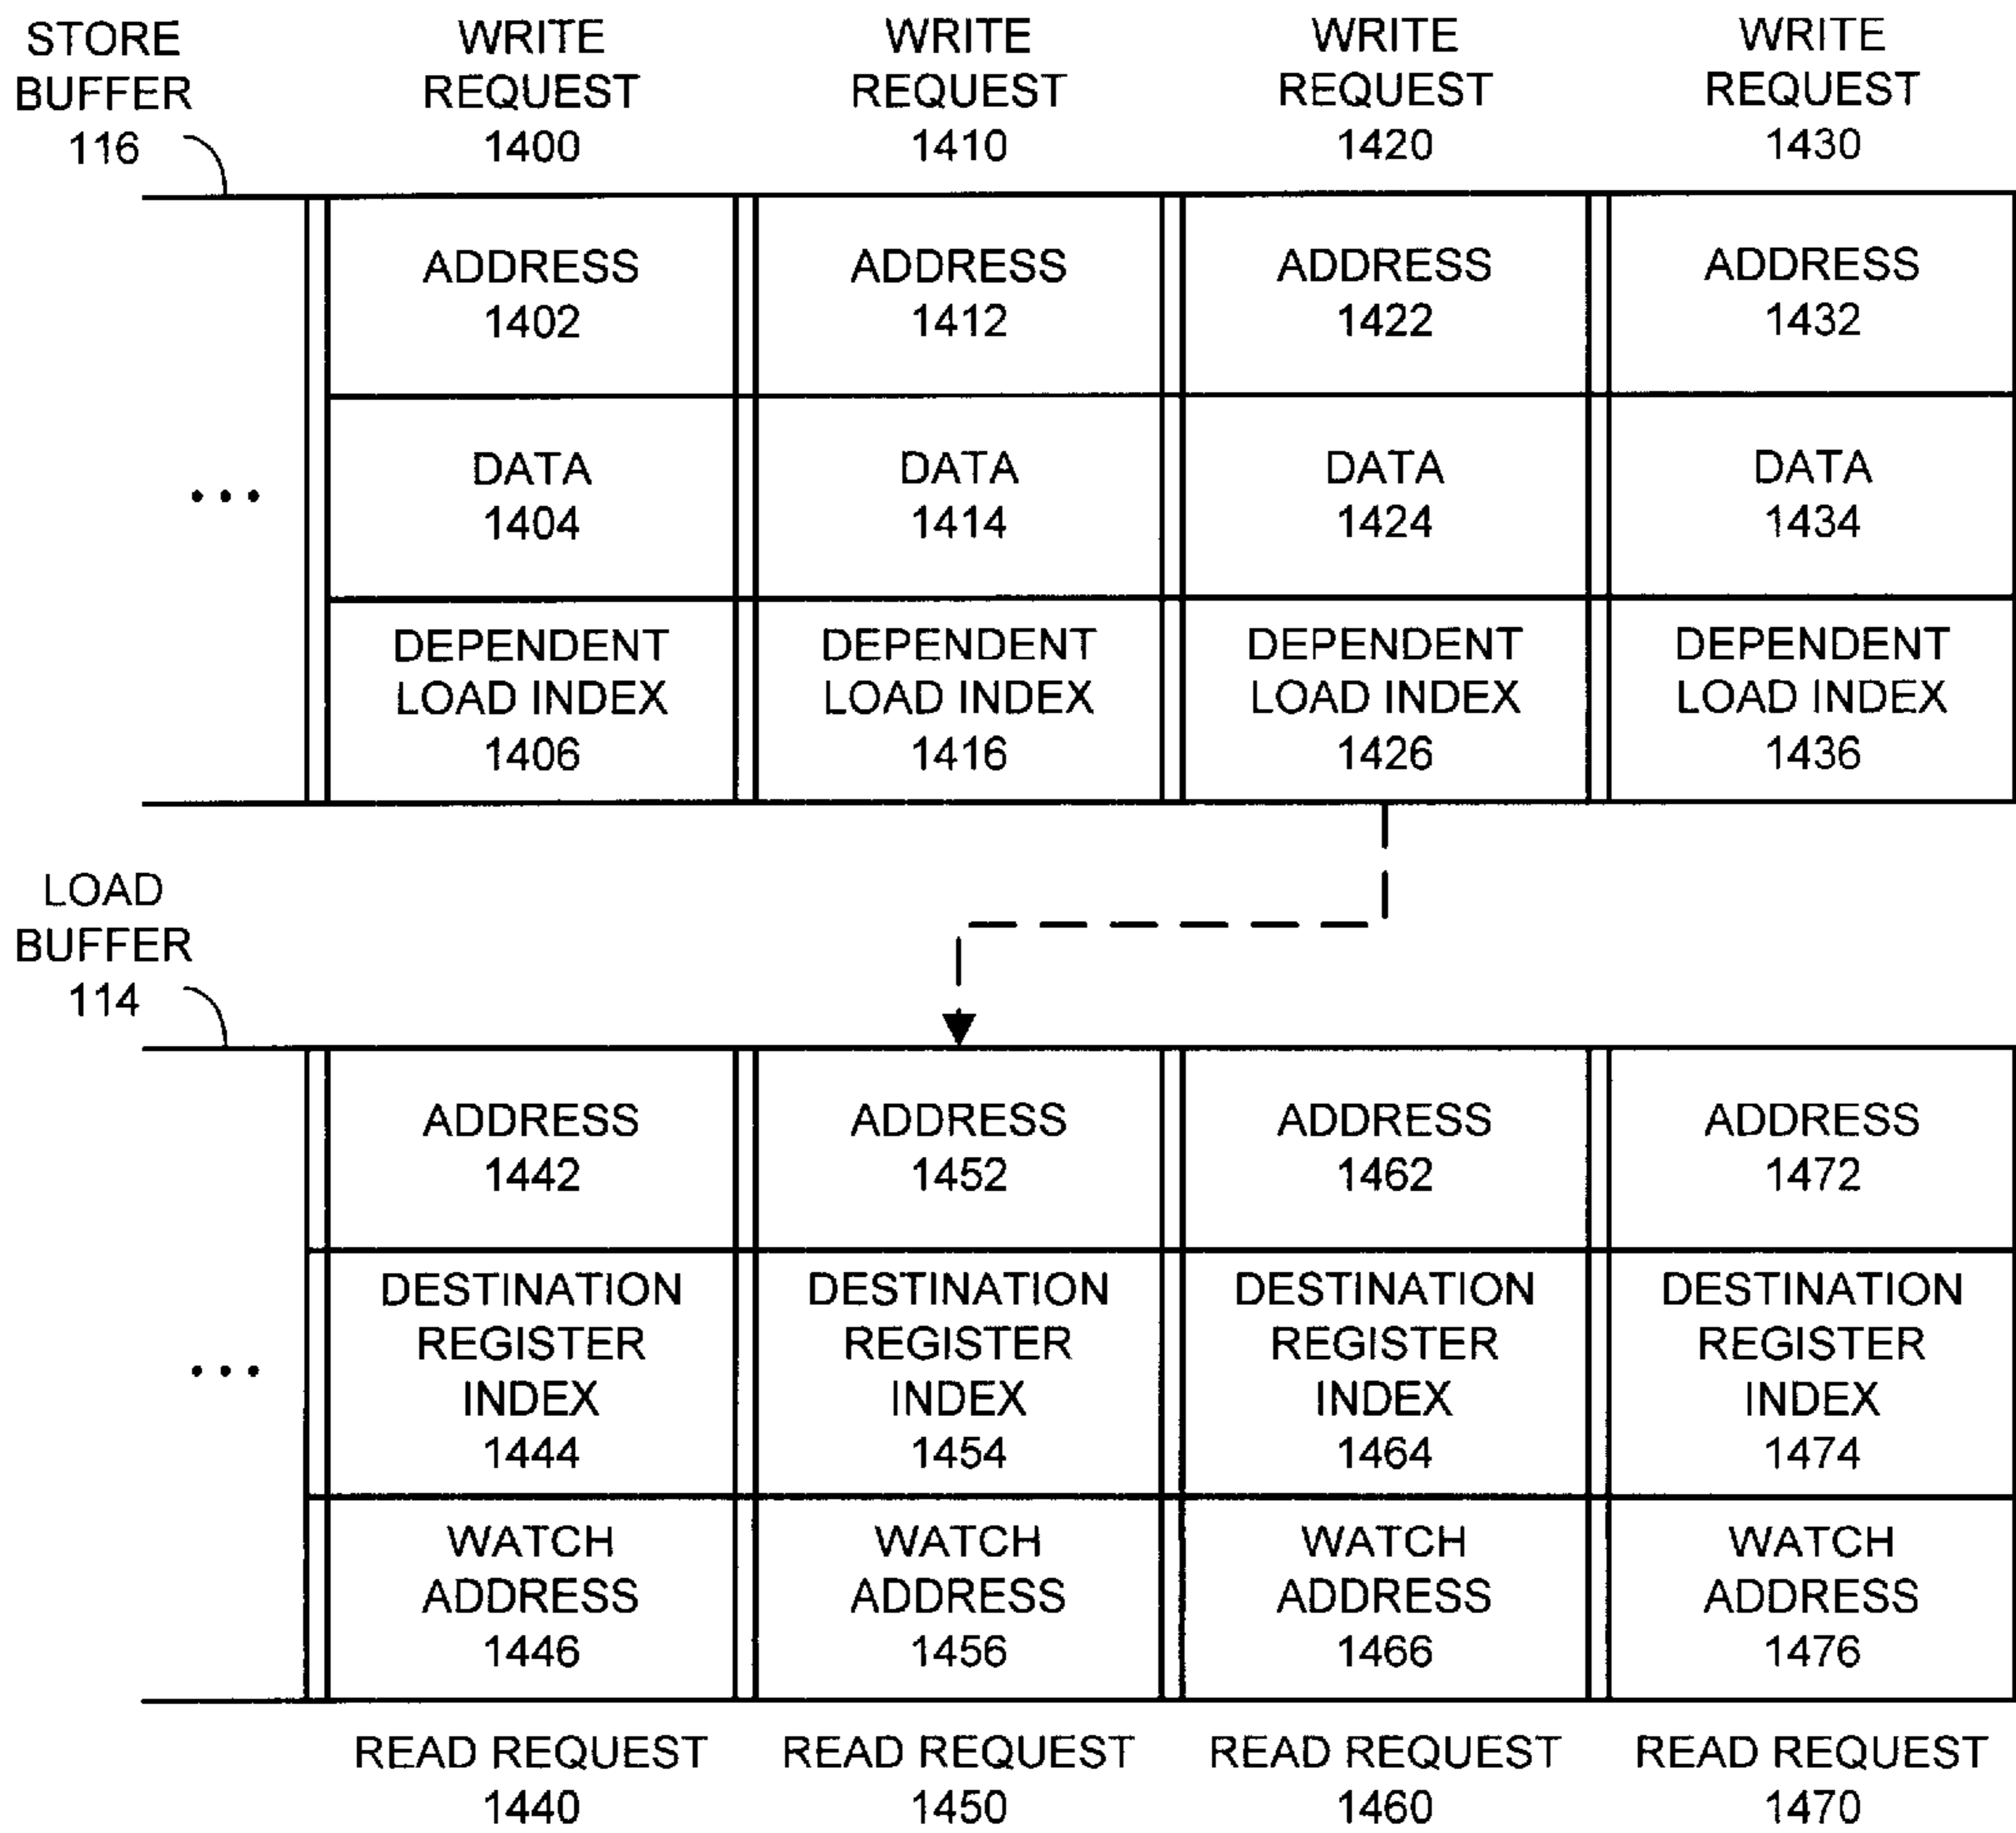 STORE
BUFFER
116
WRITE
REQUEST
1400
WRITE
REQUEST
1410
WRITE
REQUEST
1420
WRITE
REQUEST
1430
ADDRESS
1402
ADDRESS
1412
ADDRESS
1422
ADDRESS
1432
...
DATA
1404
DATA
1414
DATA
1424
DATA
1434
DEPENDENT
LOAD INDEX
1406
DEPENDENT
LOAD INDEX
1416
DEPENDENT
LOAD INDEX
1426
DEPENDENT
LOAD INDEX
1436
LOAD
BUFFER
114
ADDRESS
1442
ADDRESS
1452
ADDRESS
1462
ADDRESS
1472
...
DESTINATION
REGISTER
INDEX
1444
DESTINATION
REGISTER
INDEX
1454
DESTINATION
REGISTER
INDEX
1464
DESTINATION
REGISTER
INDEX
1474
WATCH
ADDRESS
1446
WATCH
ADDRESS
1456
WATCH
ADDRESS
1466
WATCH
ADDRESS
1476
READ REQUEST
1440
READ REQUEST
1450
READ REQUEST
1460
READ REQUEST
1470